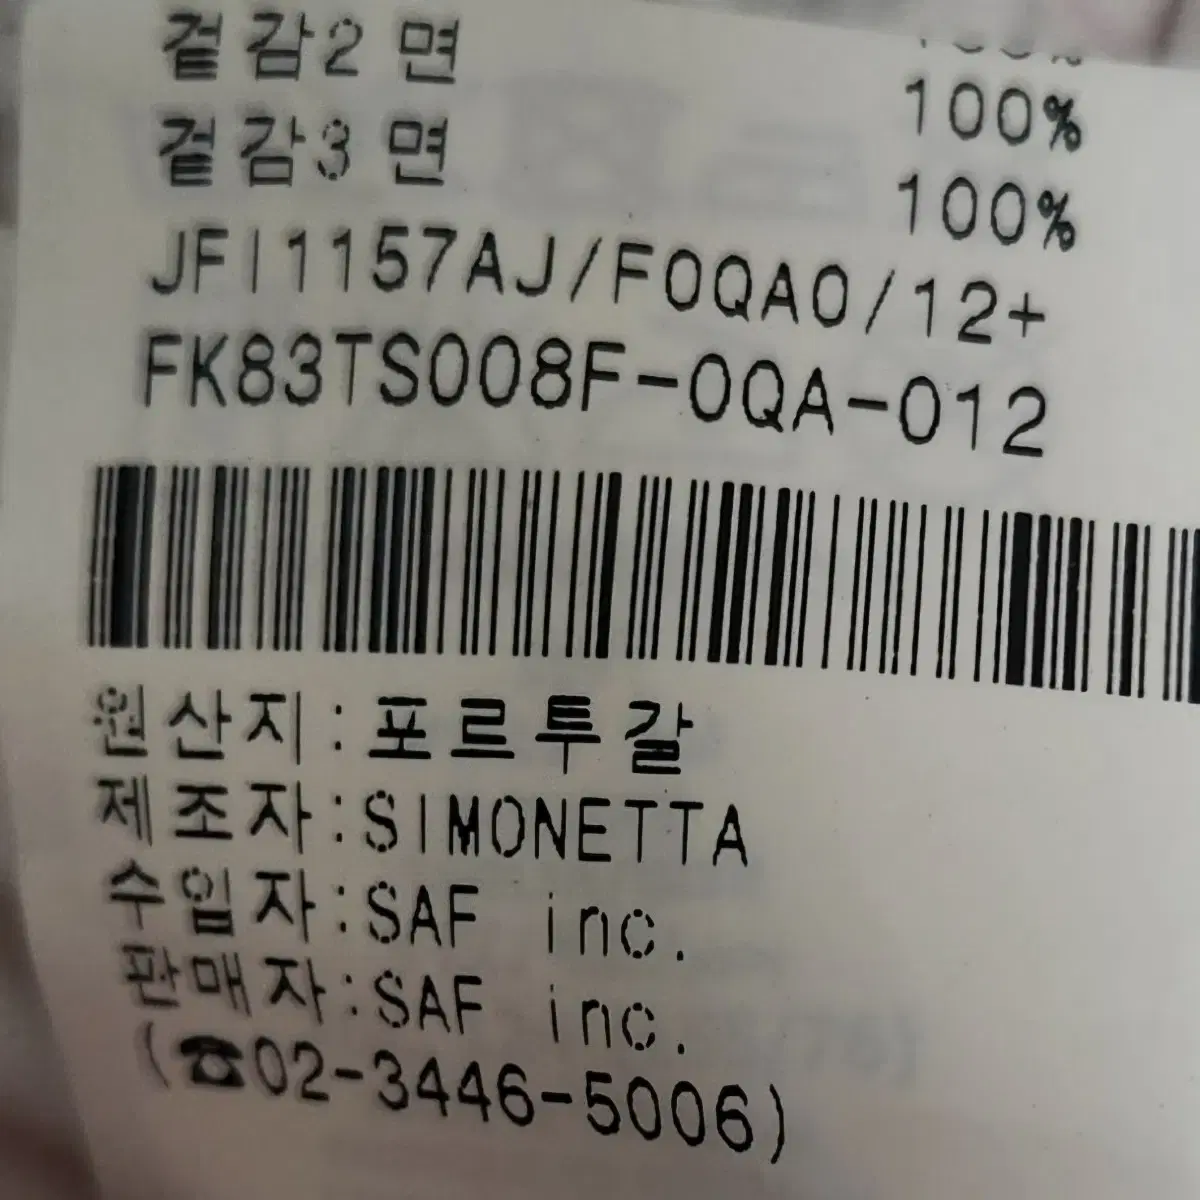 겉감2 면 100%
겉감3 면 100%
JFI1157AJ/F0QA0/12+
FK83TS008F-0QA-012
원산지:포르투갈
제조자:SIMONETTA
수입자:SAF inc.
판매자:SAF inc.
(☎02-3446-5006)